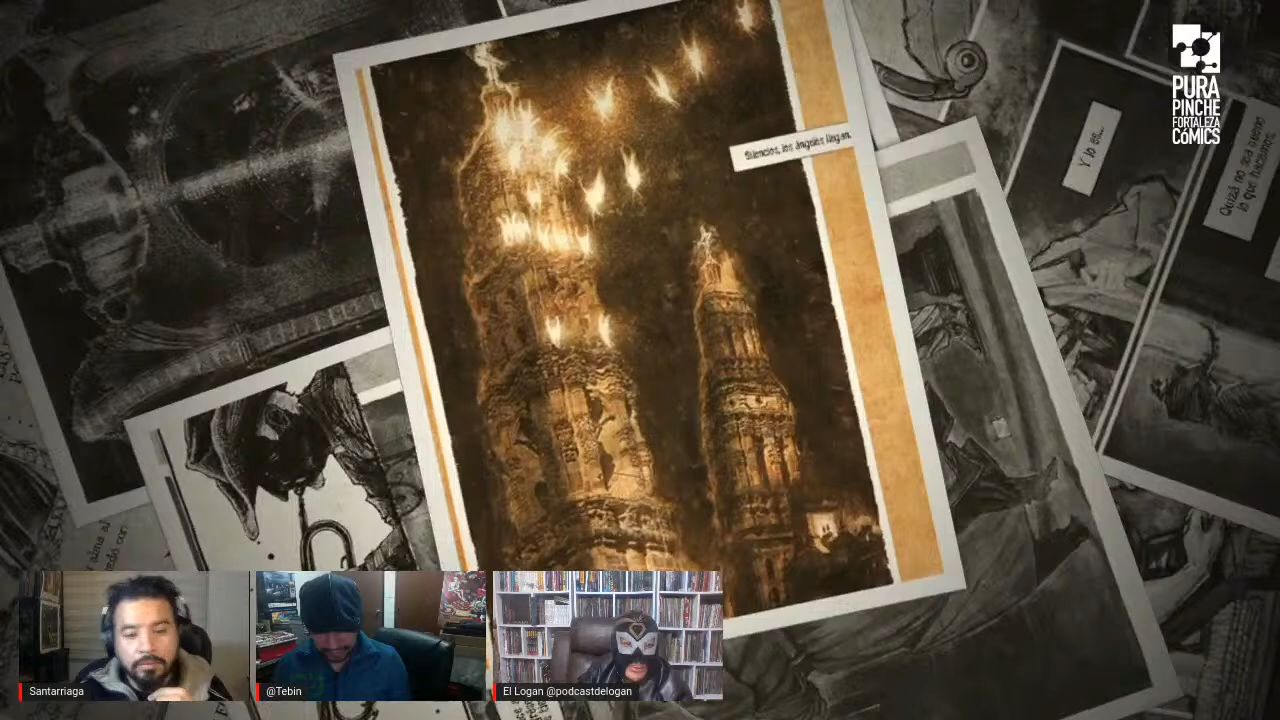 PURA
PINCHE
FORTALEZA
CÓMICS
Silencios, los ángeles llegan.
Y lo es...
Quizá no sea bueno
lo que hacemos
Santarriaga
@Tebin
El Logan @podcastdelogan